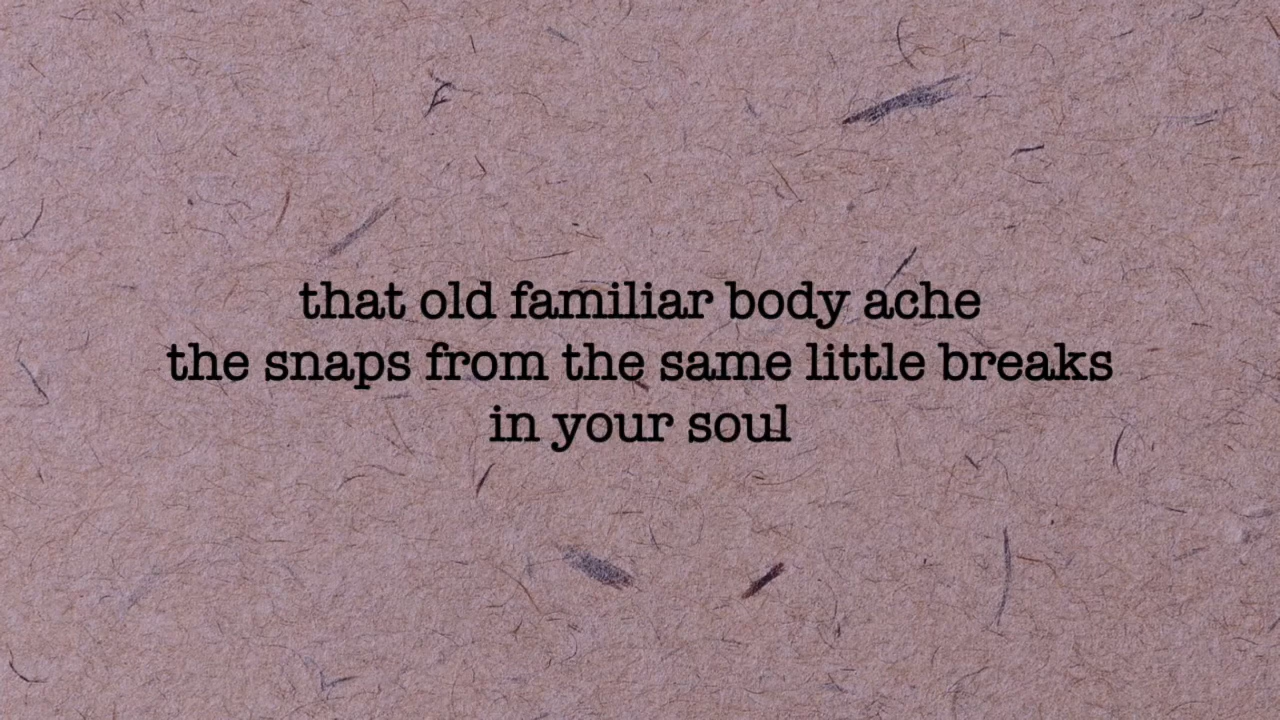 that old familiar body ache
the snaps from the same little breaks
in your soul